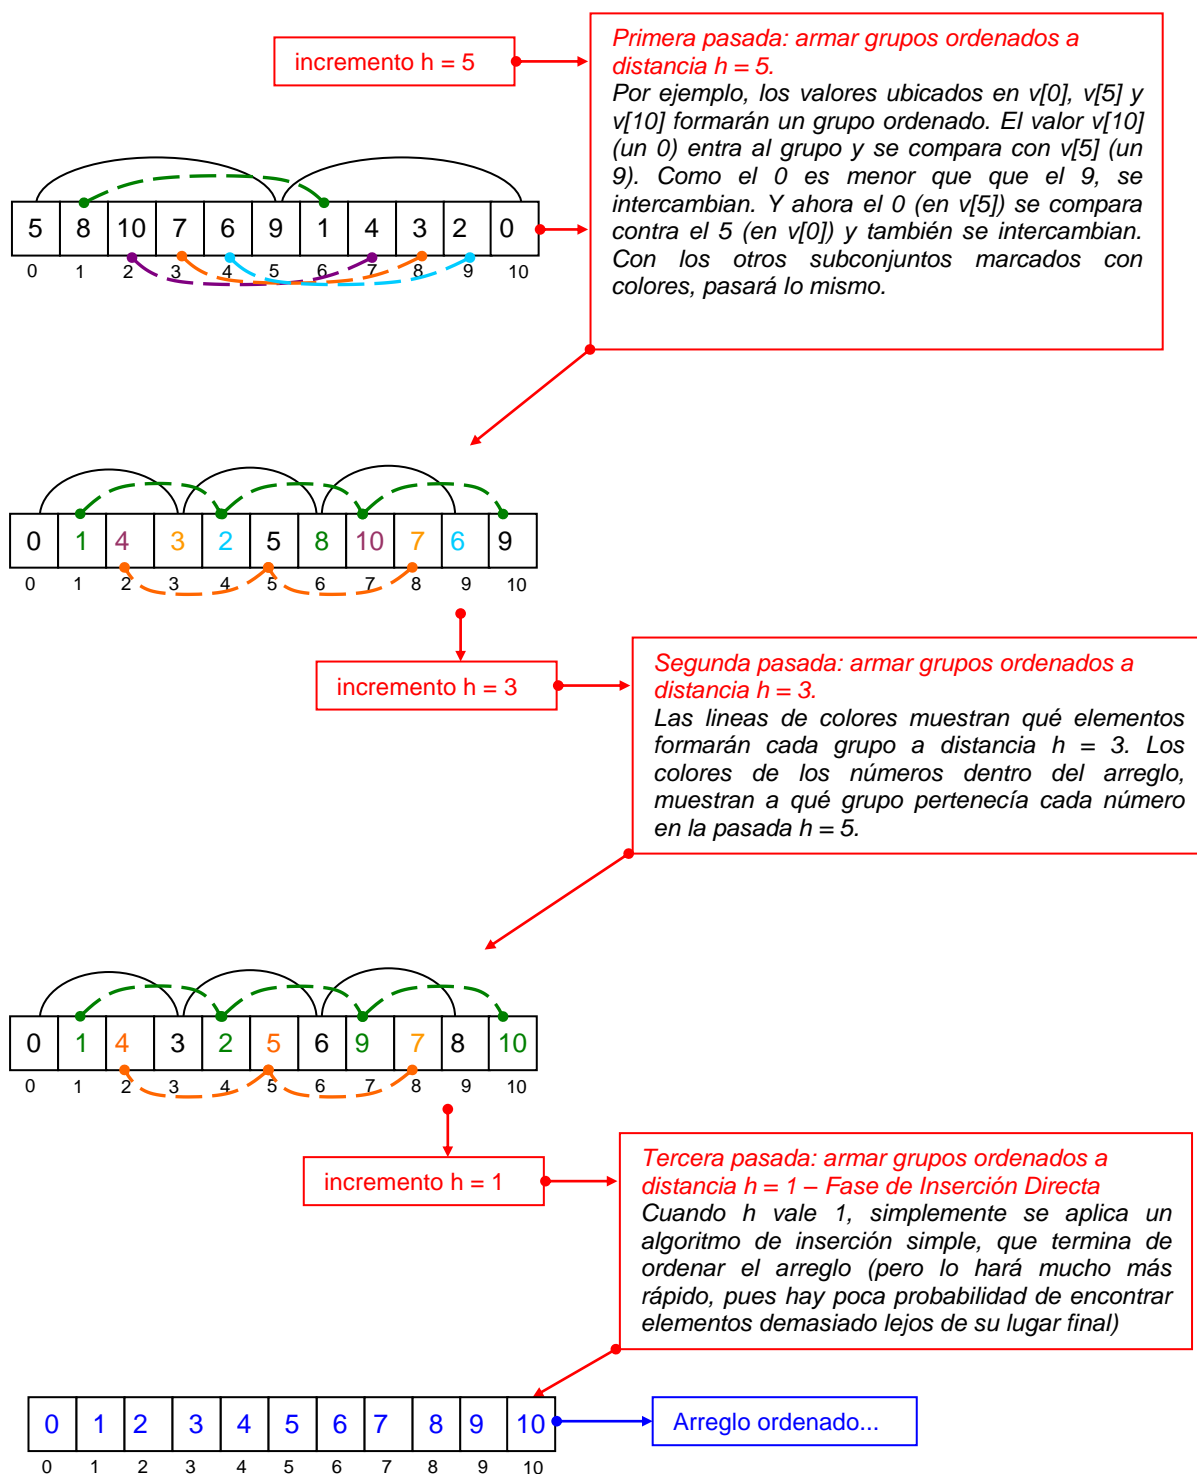 incremento h = 5
Primera pasada: armar grupos ordenados a
distancia h = 5.
Por ejemplo, los valores ubicados en v[0], v[5] y
v[10] formarán un grupo ordenado. El valor v[10]
(un 0) entra al grupo y se compara con v[5] (un
9). Como el 0 es menor que que el 9, se
intercambian. Y ahora el 0 (en v[5]) se compara
contra el 5 (en v[0]) y también se intercambian.
Con los otros subconjuntos marcados con
colores, pasará lo mismo.
5 8 10 7 6 9 1 4 3 2 0
0 1 2 3 4 5 6 7 8 9 10
0 1 4 3 2 5 8 10 7 6 9
0 1 2 3 4 5 6 7 8 9 10
incremento h = 3
Segunda pasada: armar grupos ordenados a
distancia h = 3.
Las lineas de colores muestran qué elementos
formarán cada grupo a distancia h = 3. Los
colores de los números dentro del arreglo,
muestran a qué grupo pertenecía cada número
en la pasada h = 5.
0 1 4 3 2 5 6 9 7 8 10
0 1 2 3 4 5 6 7 8 9 10
incremento h = 1
Tercera pasada: armar grupos ordenados a
distancia h = 1 – Fase de Inserción Directa
Cuando h vale 1, simplemente se aplica un
algoritmo de inserción simple, que termina de
ordenar el arreglo (pero lo hará mucho más
rápido, pues hay poca probabilidad de encontrar
elementos demasiado lejos de su lugar final)
0 1 2 3 4 5 6 7 8 9 10
0 1 2 3 4 5 6 7 8 9 10
Arreglo ordenado...